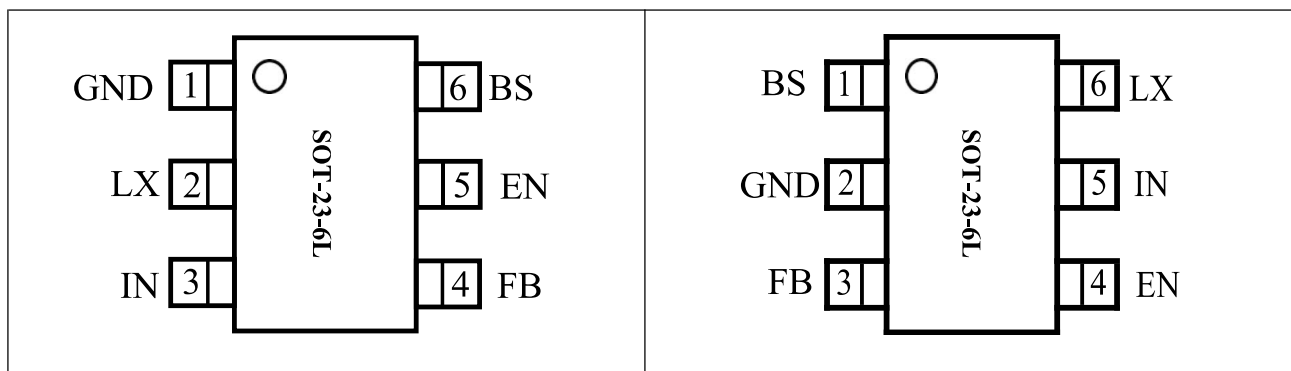 GND 1 6 BS
LX 2 5 EN
IN 3 4 FB
SOT-23-6L
BS 1 6 LX
GND 2 5 IN
FB 3 4 EN
SOT-23-6L